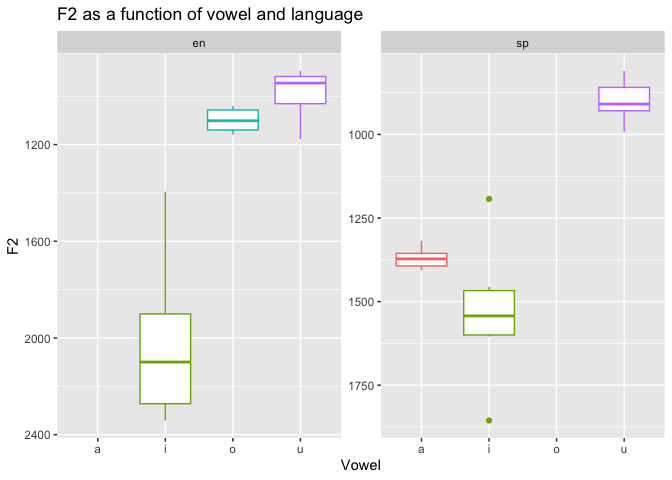 F2 as a function of vowel and language
en
sp
F2
1200
1600
2000
2400
1000
1250
1500
1750
a i o u
a i o u
Vowel